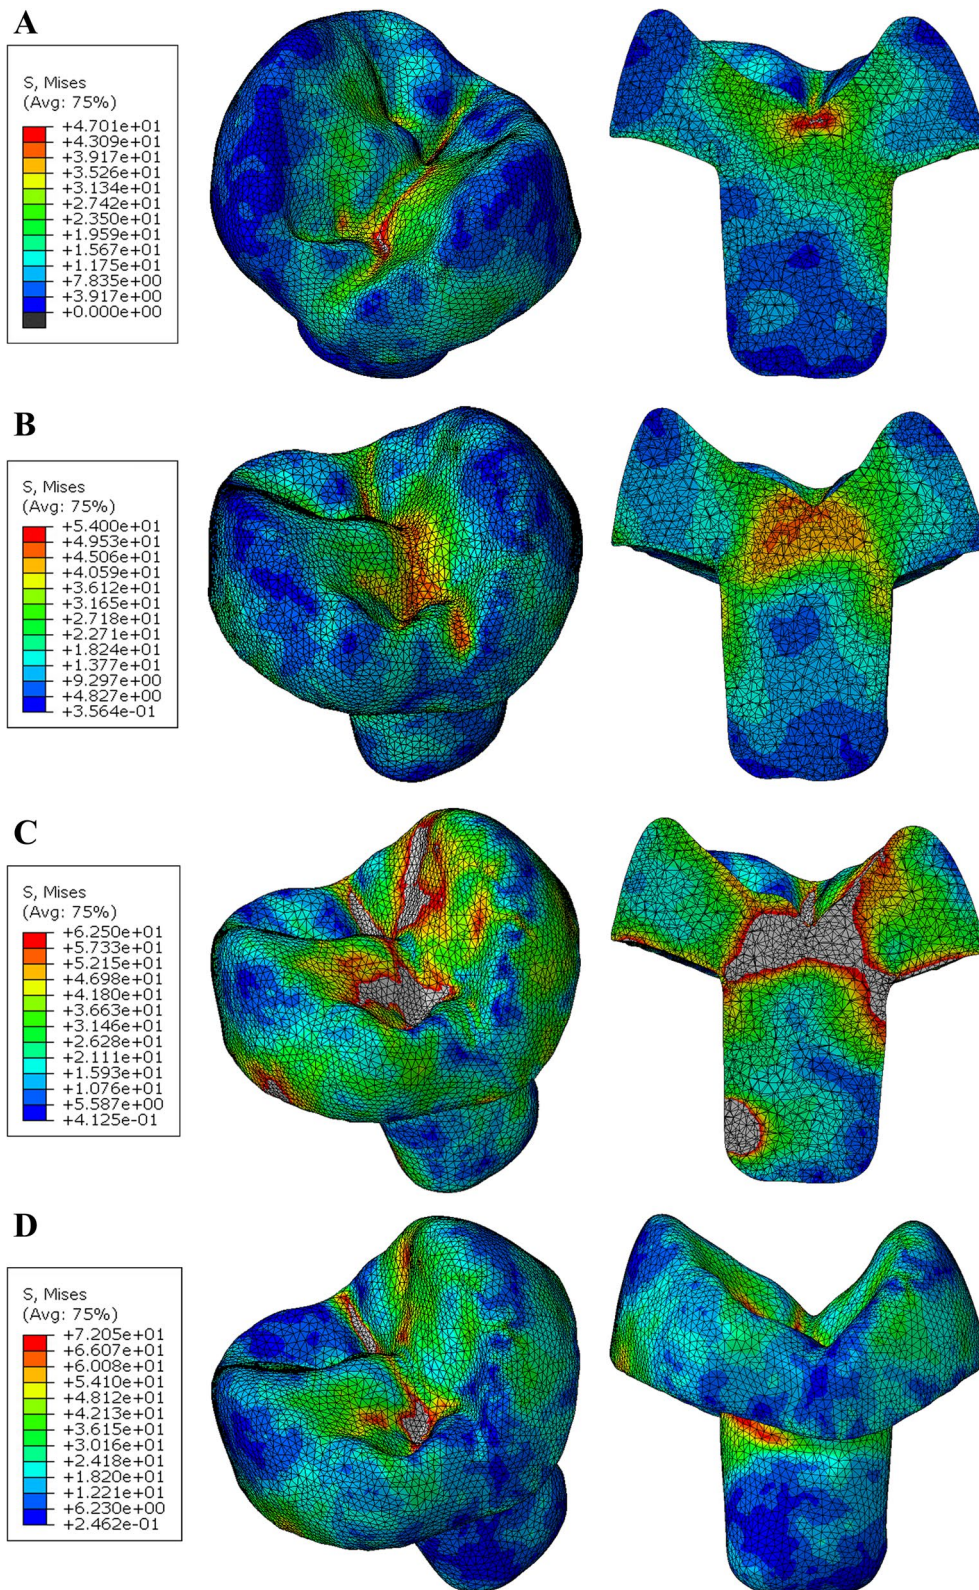 A
S, Mises
(Avg: 75%)
+4.701e+01
+4.309e+01
+3.917e+01
+3.526e+01
+3.134e+01
+2.742e+01
+2.350e+01
+1.959e+01
+1.567e+01
+1.175e+01
+7.835e+00
+3.917e+00
+0.000e+00
B
S, Mises
(Avg: 75%)
+5.400e+01
+4.953e+01
+4.506e+01
+4.059e+01
+3.612e+01
+3.165e+01
+2.718e+01
+2.271e+01
+1.824e+01
+1.377e+01
+9.297e+00
+4.827e+00
+3.564e-01
C
S, Mises
(Avg: 75%)
+6.250e+01
+5.733e+01
+5.215e+01
+4.698e+01
+4.180e+01
+3.663e+01
+3.146e+01
+2.628e+01
+2.111e+01
+1.593e+01
+1.076e+01
+5.587e+00
+4.125e-01
D
S, Mises
(Avg: 75%)
+7.205e+01
+6.607e+01
+6.008e+01
+5.410e+01
+4.812e+01
+4.213e+01
+3.615e+01
+3.016e+01
+2.418e+01
+1.820e+01
+1.221e+01
+6.230e+00
+2.462e-01